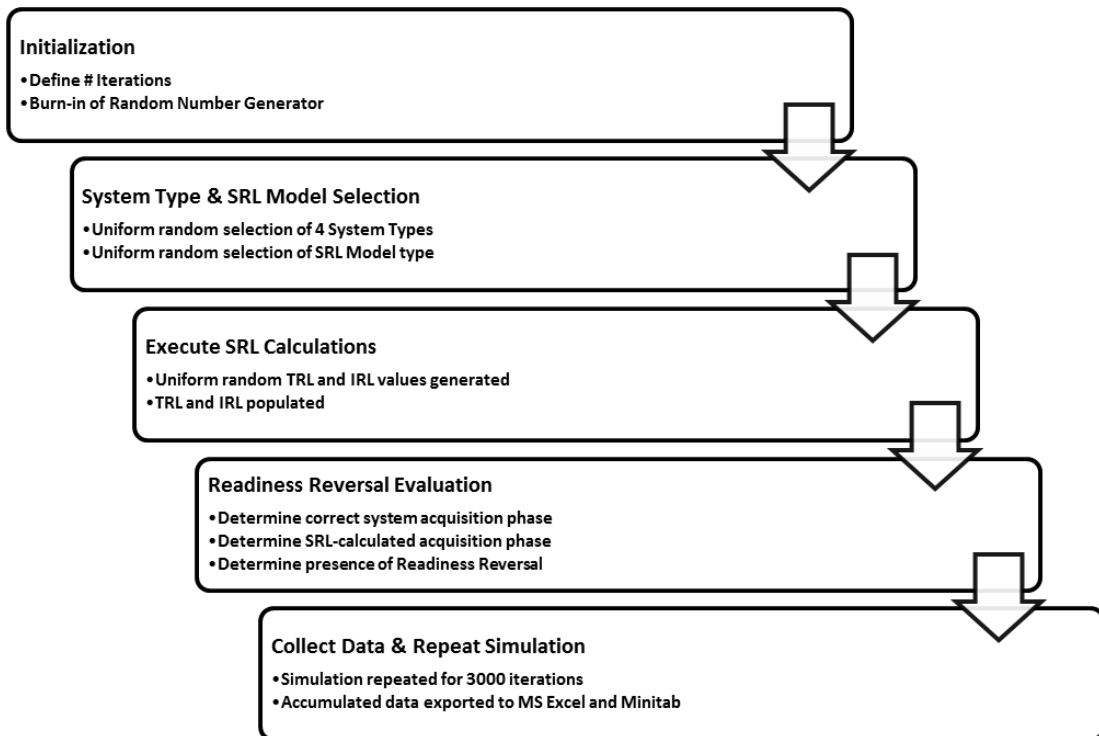 Initialization
•Define # Iterations
•Burn-in of Random Number Generator
System Type & SRL Model Selection
•Uniform random selection of 4 System Types
•Uniform random selection of SRL Model type
Execute SRL Calculations
•Uniform random TRL and IRL values generated
•TRL and IRL populated
Readiness Reversal Evaluation
•Determine correct system acquisition phase
•Determine SRL-calculated acquisition phase
•Determine presence of Readiness Reversal
Collect Data & Repeat Simulation
•Simulation repeated for 3000 iterations
•Accumulated data exported to MS Excel and Minitab